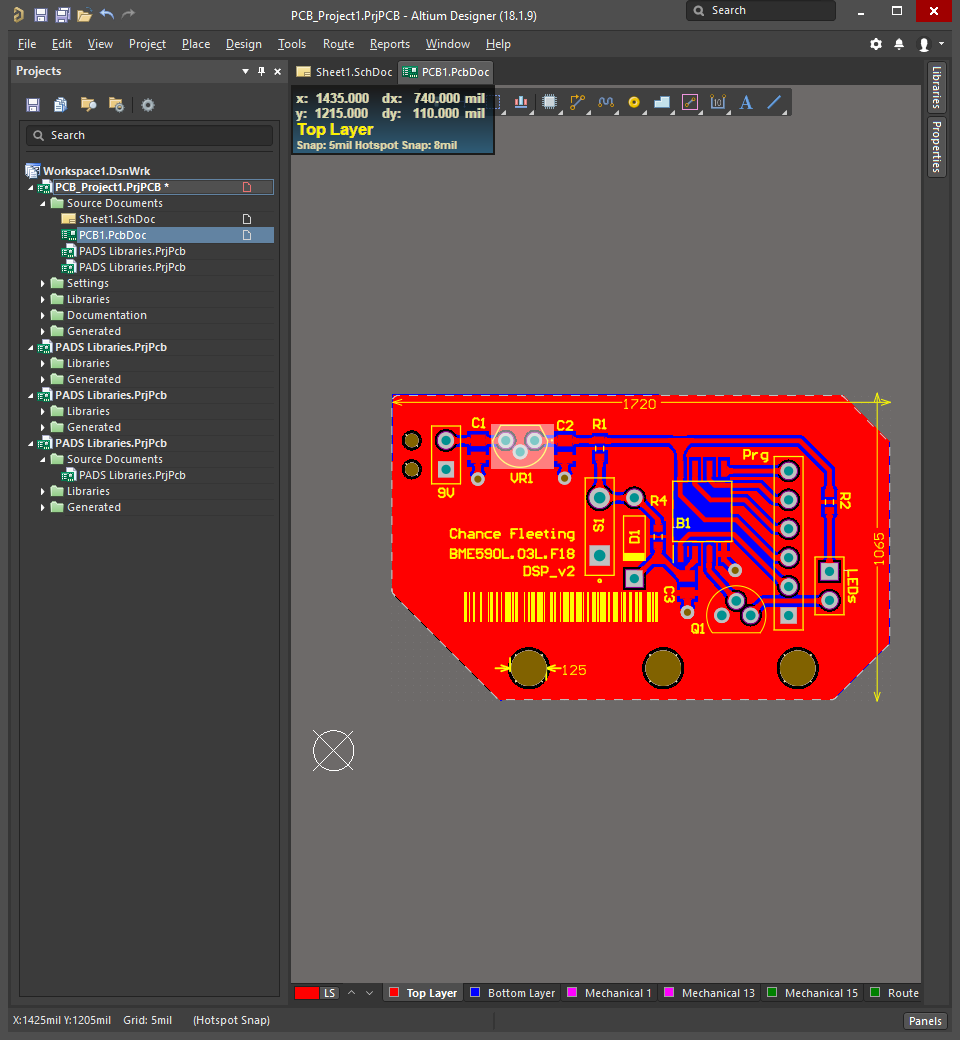 PCB_Project1.PrjPCB - Altium Designer (18.1.9)
Search
File Edit View Project Place Design Tools Route Reports Window Help
Projects
Sheet1.SchDoc
PCB1.PcbDoc
x: 1435.000 dx: 740.000 mil
y: 1215.000 dy: 110.000 mil
Top Layer
Snap: 5mil Hotspot Snap: 8mil
Search
Workspace1.DsnWrk
PCB_Project1.PrjPCB *
Source Documents
Sheet1.SchDoc
PCB1.PcbDoc
PADS Libraries.PrjPcb
PADS Libraries.PrjPcb
Settings
Libraries
Documentation
Generated
PADS Libraries.PrjPcb
Libraries
Generated
PADS Libraries.PrjPcb
Libraries
Generated
PADS Libraries.PrjPcb
Source Documents
PADS Libraries.PrjPcb
Libraries
Generated
Libraries
Properties
1720
C1
C2
R1
VR1
Prg
9V
R4
R2
S1
B1
D1
Chance Fleeting
BME590L.03L.F18
DSP_v2
1065
C3
LEDs
Q1
125
LS
Top Layer
Bottom Layer
Mechanical 1
Mechanical 13
Mechanical 15
Route
X:1425mil Y:1205mil Grid: 5mil (Hotspot Snap)
Panels